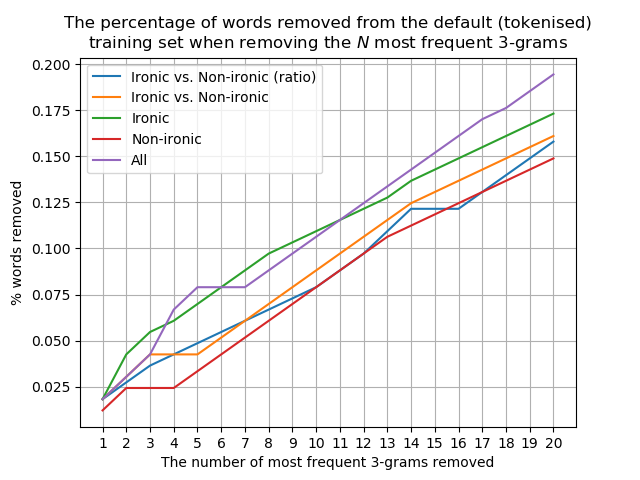 The percentage of words removed from the default (tokenised)
training set when removing the N most frequent 3-grams
0.200
0.175
0.150
0.125
0.100
0.075
0.050
0.025
% words removed
Ironic vs. Non-ironic (ratio)
Ironic vs. Non-ironic
Ironic
Non-ironic
All
1 2 3 4 5 6 7 8 9 10 11 12 13 14 15 16 17 18 19 20
The number of most frequent 3-grams removed